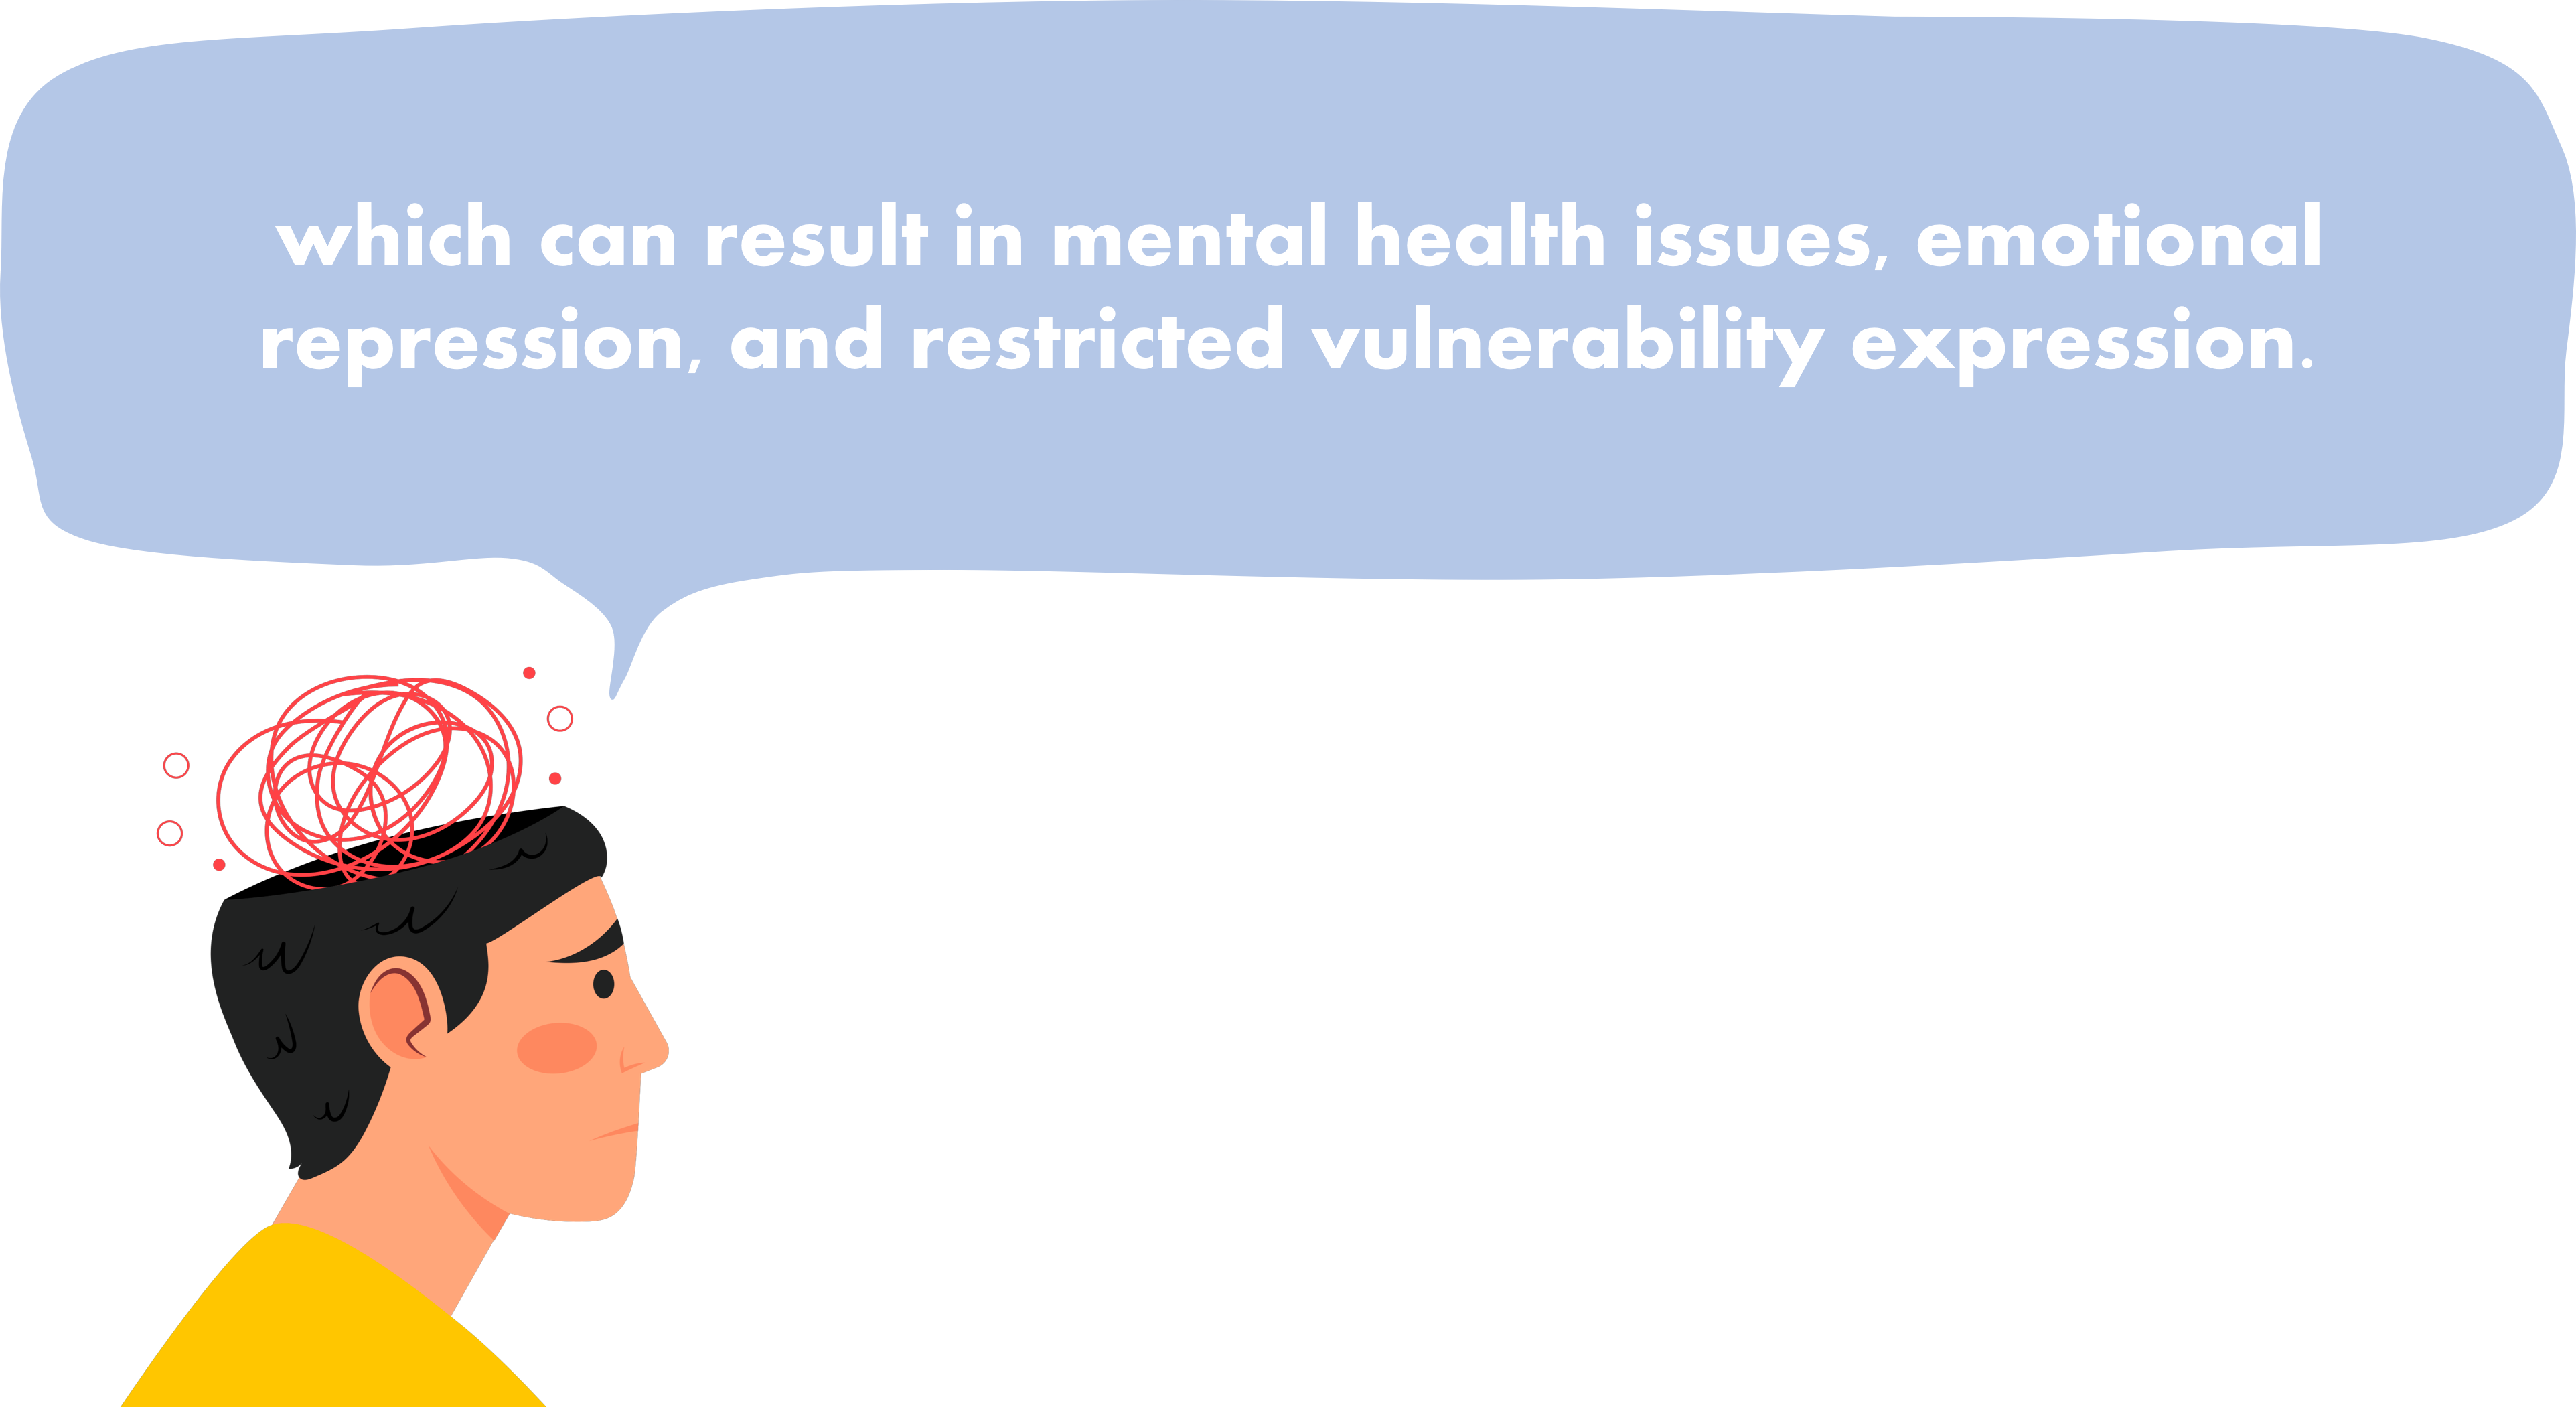 which can result in mental health issues, emotional
repression, and restricted vulnerability expression.